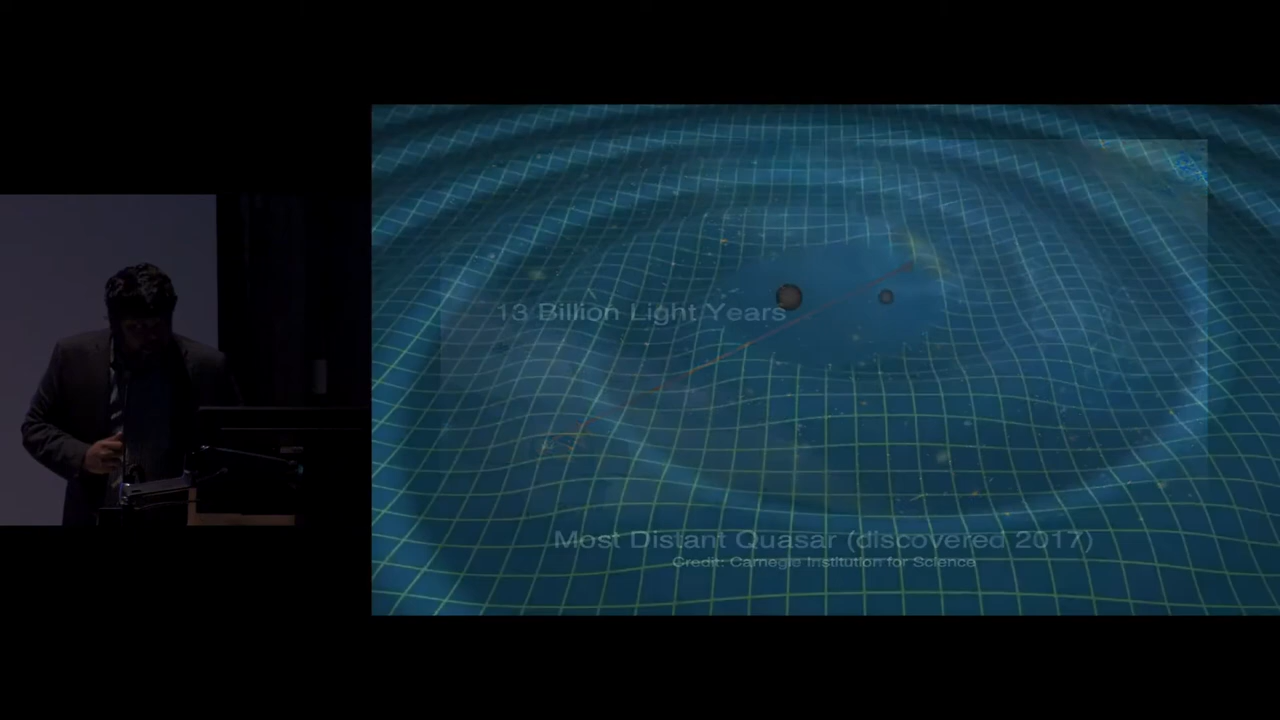 13 Billion Light Years
Most Distant Quasar (discovered 2017)
Credit: Carnegie Institution for Science